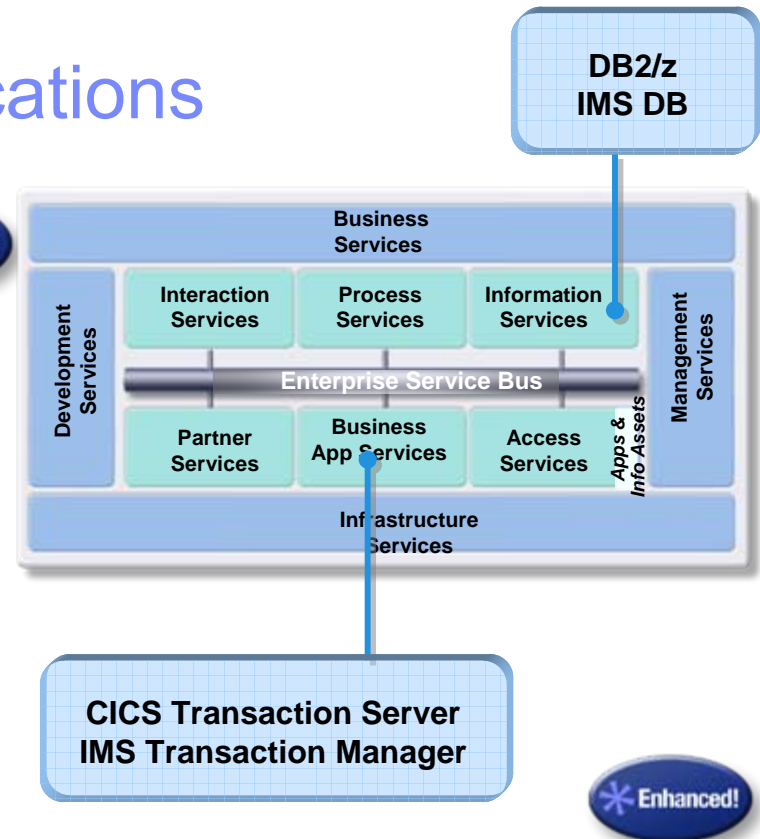 DB2/z
IMS DB
cations
Business
Services
Development
Services
Interaction
Services
Process
Services
Information
Services
Management
Services
Enterprise Service Bus
Partner
Services
Business
App Services
Access
Services
Apps &
Info Assets
Infrastructure
Services
CICS Transaction Server
IMS Transaction Manager
Enhanced!